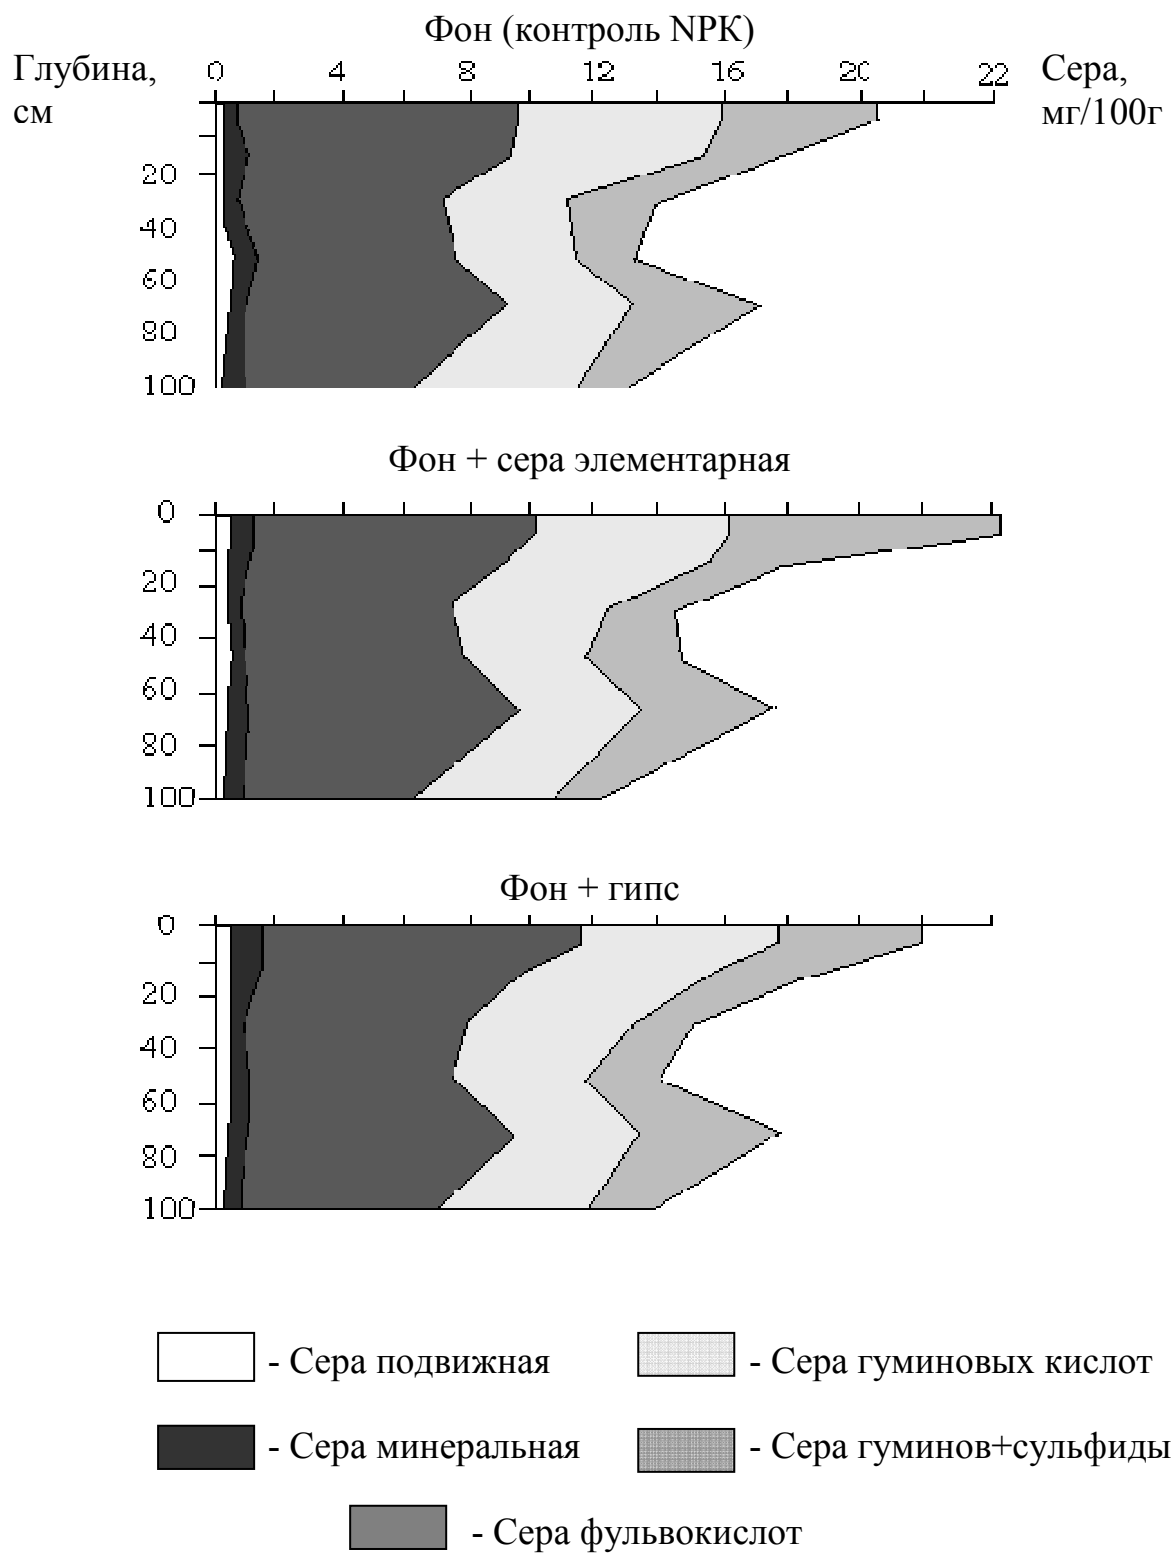 Фон (контроль NPK)
Глубина, см
0 4 8 12 16 20 22
Сера, мг/100г
20
40
60
80
100
Фон + сера элементарная
0
20
40
60
80
100
Фон + гипс
0
20
40
60
80
100
- Сера подвижная
- Сера гуминовых кислот
- Сера минеральная
- Сера гуминов+сульфиды
- Сера фульвокислот